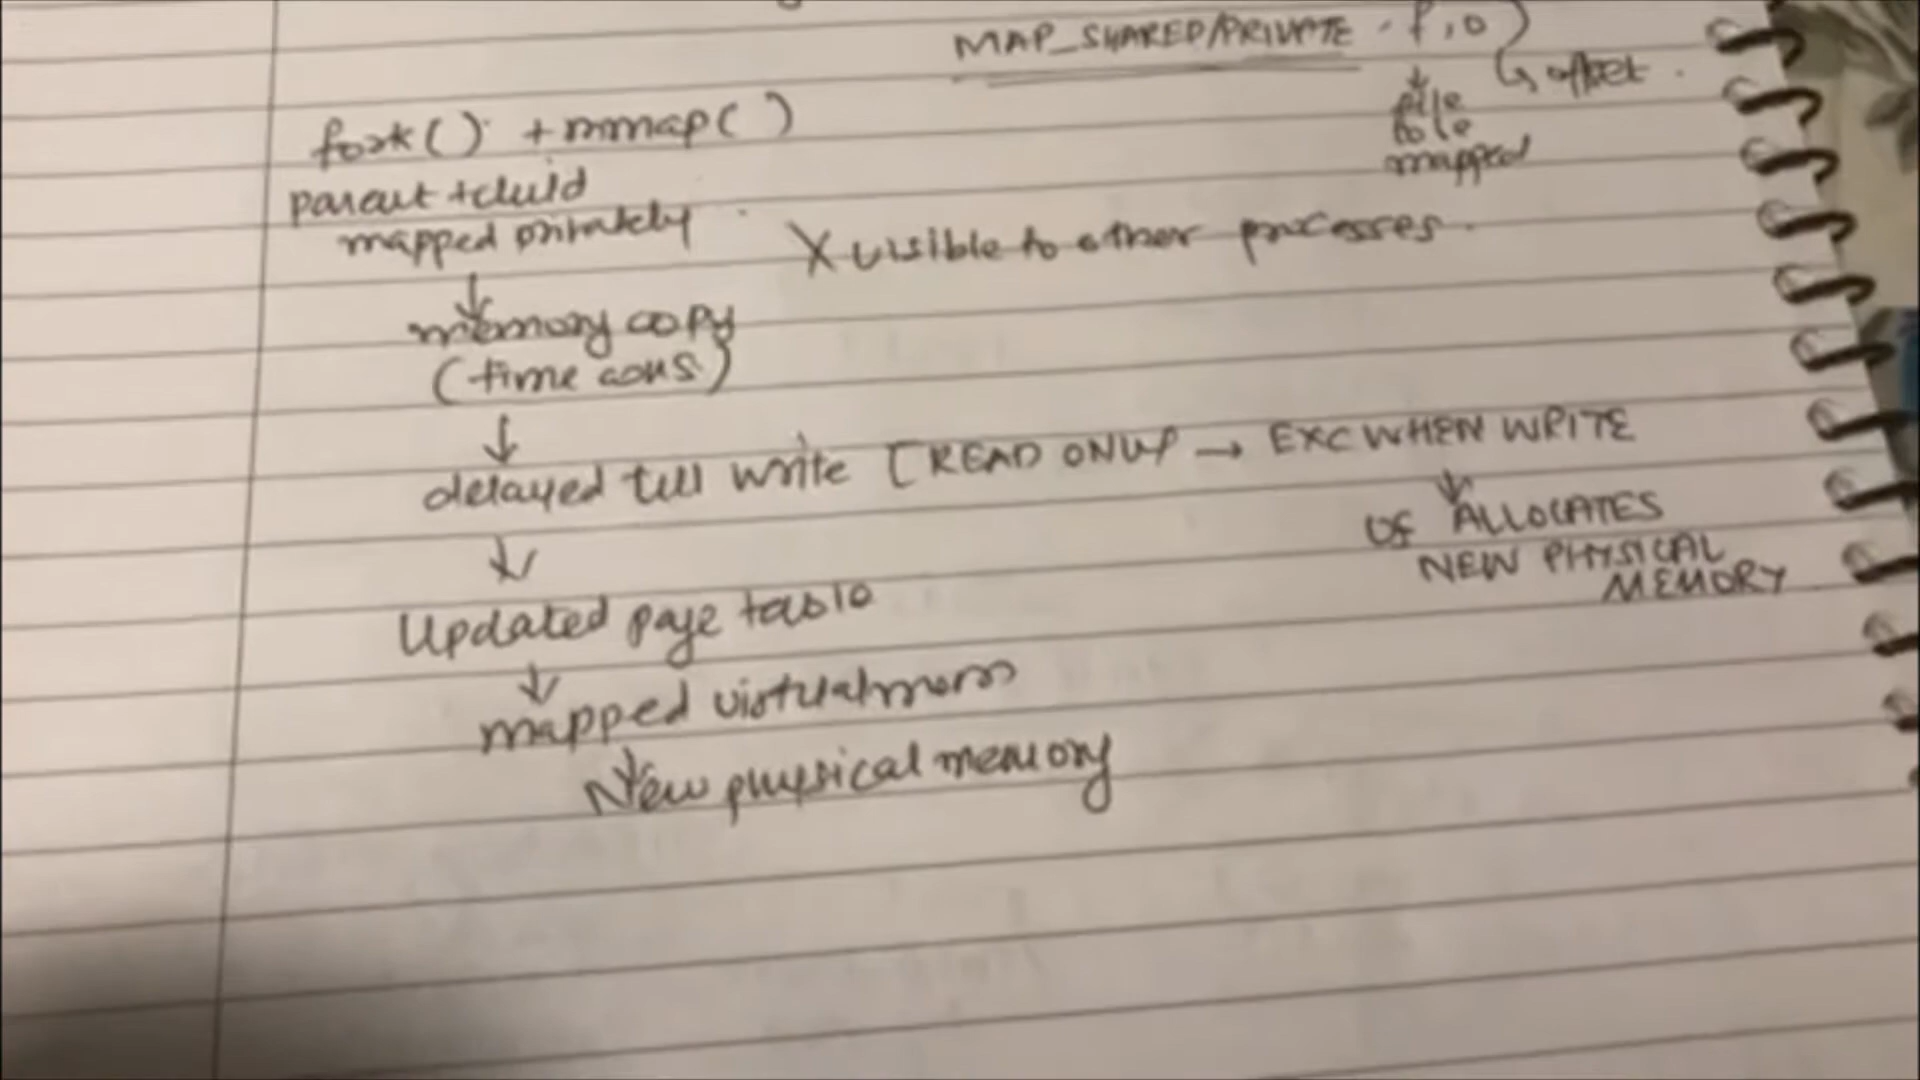 MAP_SHARED/PRIVATE, f, 0)
↳ offset.
↓
file
to be
mapped
fork() + mmap()
parent + child
mapped privately. X visible to other processes.
↓
memory copy
(time cons)
↓
delayed till write [READ ONLY → EXC WHEN WRITE
↓
ALLOCATES
NEW PHYSICAL
MEMORY
↓
Updated page table
↓
mapped virtual mem
↓
New physical memory